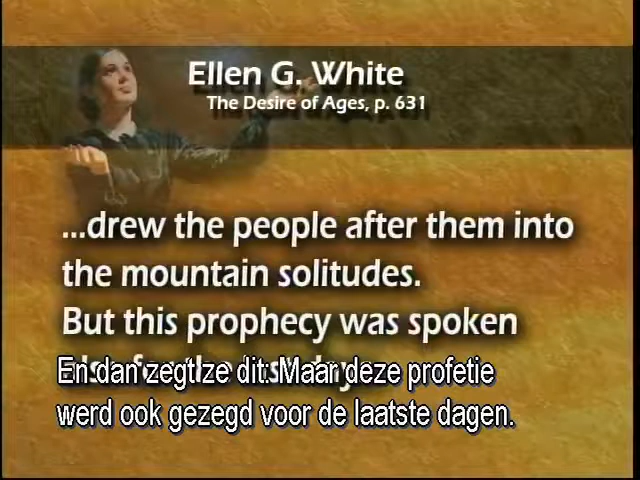 Ellen G. White
The Desire of Ages, p. 631
...drew the people after them into
the mountain solitudes.
But this prophecy was spoken
En dan zegt ze dit: Maar deze profetie
werd ook gezegd voor de laatste dagen.